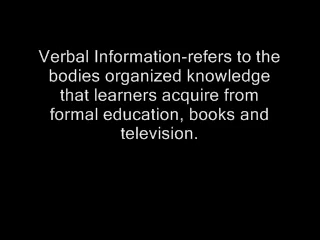 Verbal Information-refers to the
bodies organized knowledge
that learners acquire from
formal education, books and
television.